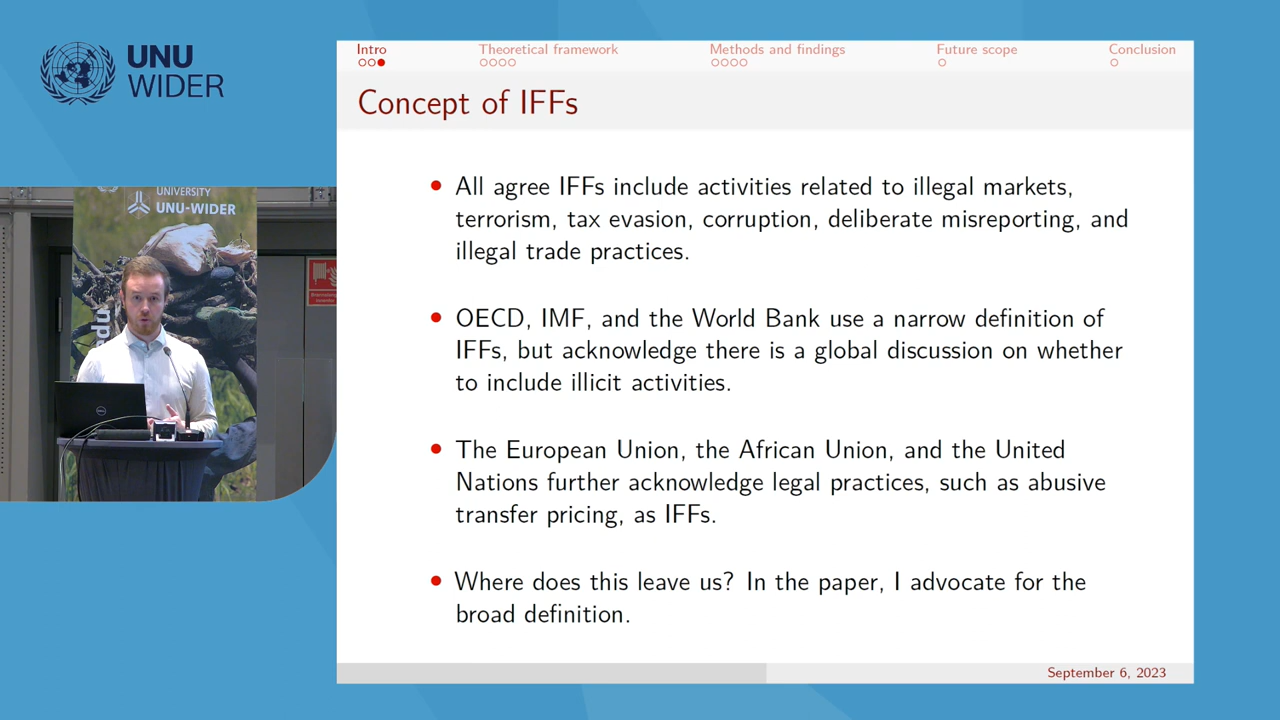 UNU
WIDER
Intro
Theoretical framework
Methods and findings
Future scope
Conclusion
Concept of IFFs
• All agree IFFs include activities related to illegal markets,
terrorism, tax evasion, corruption, deliberate misreporting, and
illegal trade practices.
• OECD, IMF, and the World Bank use a narrow definition of
IFFs, but acknowledge there is a global discussion on whether
to include illicit activities.
• The European Union, the African Union, and the United
Nations further acknowledge legal practices, such as abusive
transfer pricing, as IFFs.
• Where does this leave us? In the paper, I advocate for the
broad definition.
September 6, 2023
UNIVERSITY
UNU-WIDER
edu
DELL